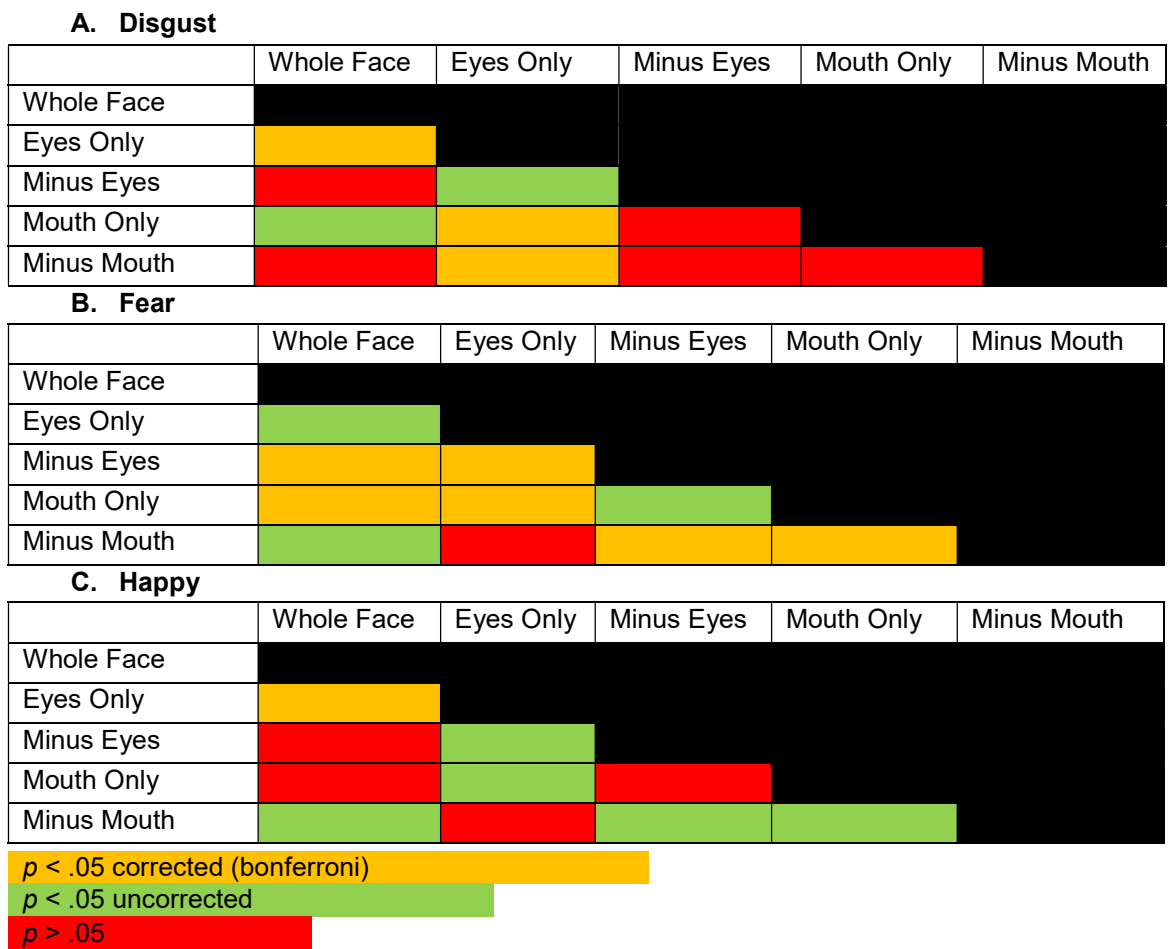 A. Disgust
Whole Face Eyes Only Minus Eyes Mouth Only Minus Mouth
Whole Face
Eyes Only
Minus Eyes
Mouth Only
Minus Mouth
B. Fear
Whole Face Eyes Only Minus Eyes Mouth Only Minus Mouth
Whole Face
Eyes Only
Minus Eyes
Mouth Only
Minus Mouth
C. Happy
Whole Face Eyes Only Minus Eyes Mouth Only Minus Mouth
Whole Face
Eyes Only
Minus Eyes
Mouth Only
Minus Mouth
p < .05 corrected (bonferroni)
p < .05 uncorrected
p > .05